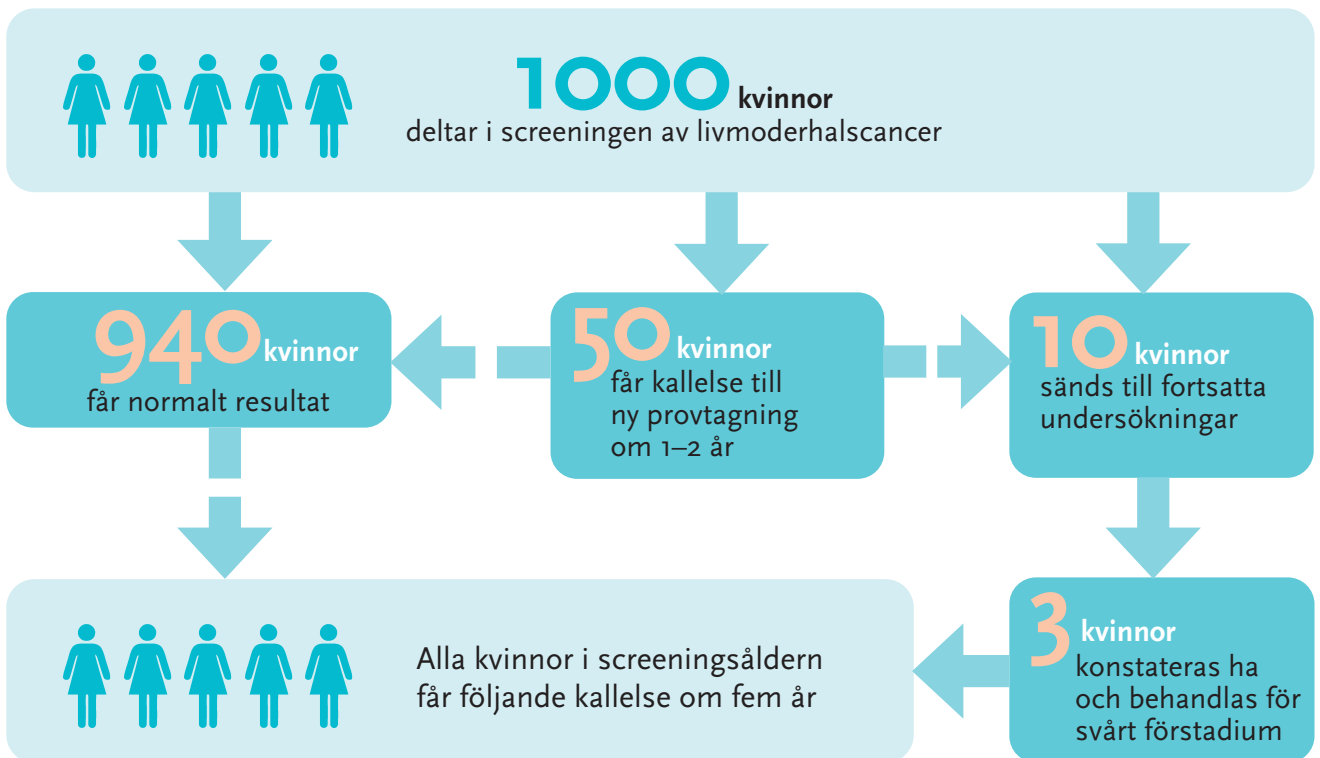 1000 kvinnor
deltar i screeningen av livmoderhalscancer
940 kvinnor
får normalt resultat
50 kvinnor
får kallelse till
ny provtagning
om 1–2 år
10 kvinnor
sänds till fortsatta
undersökningar
3 kvinnor
konstateras ha
och behandlas för
svårt förstadium
Alla kvinnor i screeningsåldern
får följande kallelse om fem år